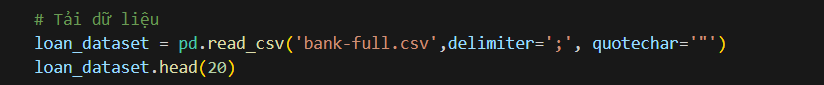 # Tải dữ liệu
loan_dataset = pd.read_csv('bank-full.csv',delimiter=';', quotechar='"')
loan_dataset.head(20)